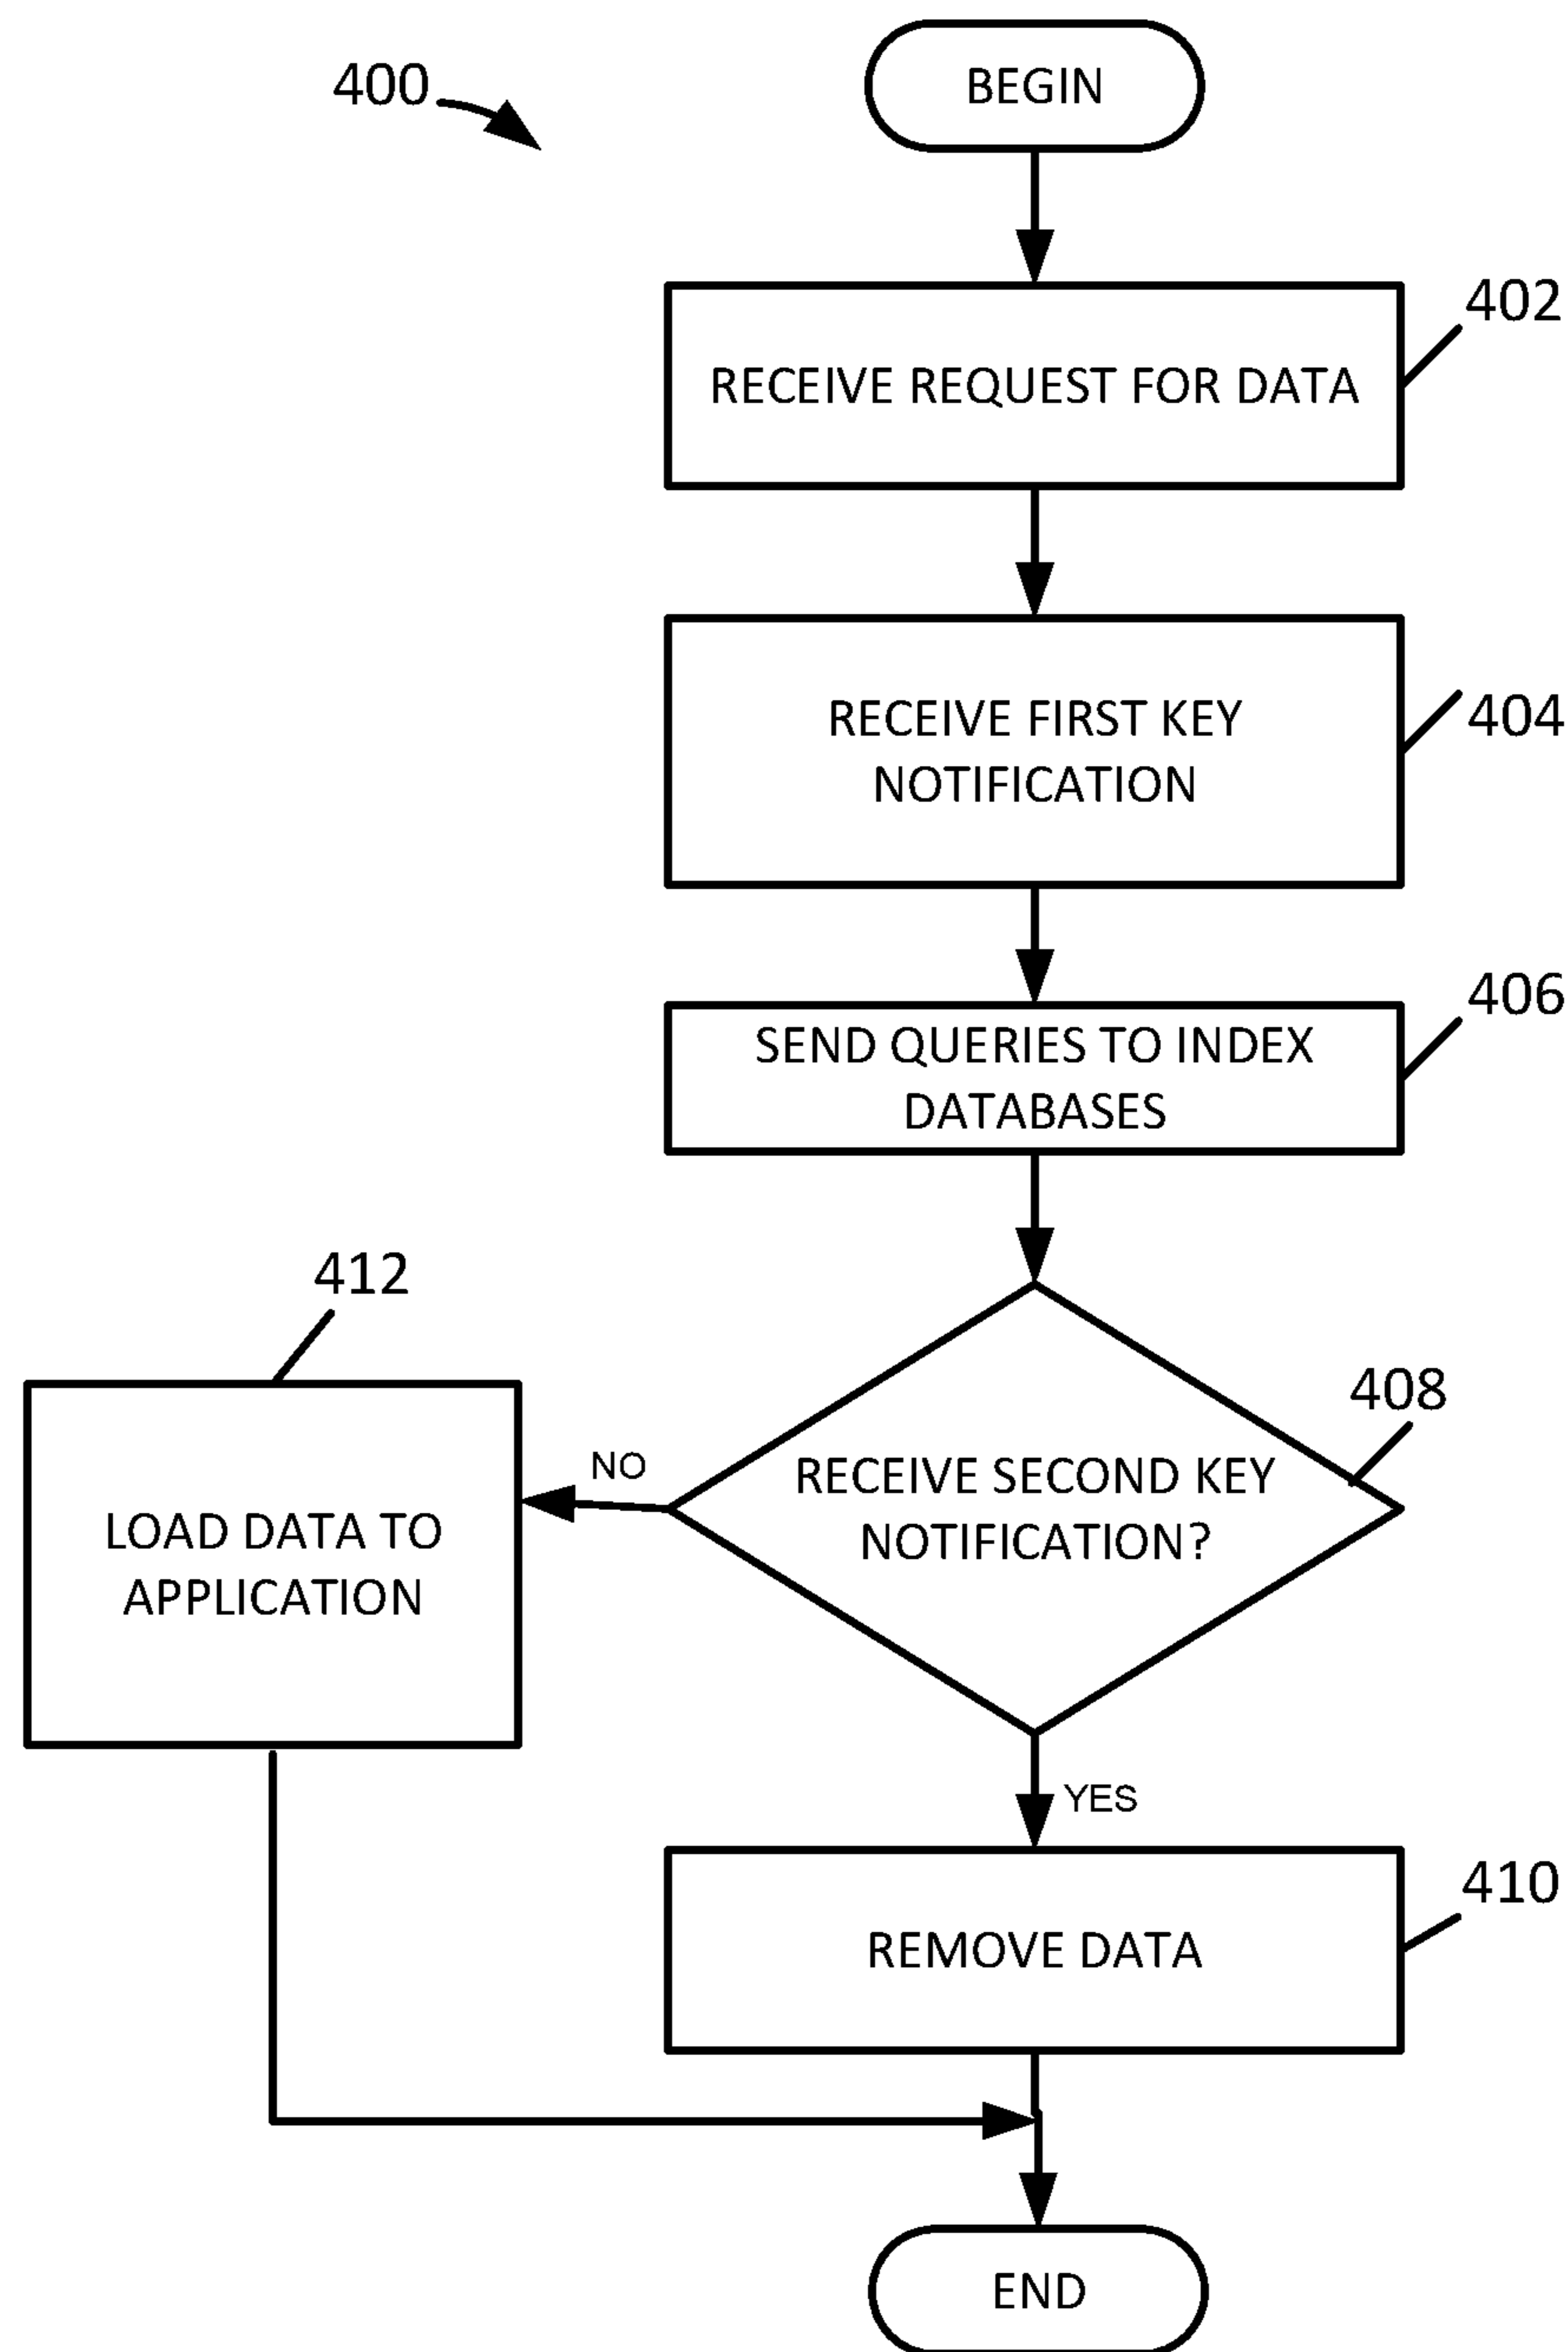 400
BEGIN
402
RECEIVE REQUEST FOR DATA
404
RECEIVE FIRST KEY
NOTIFICATION
406
SEND QUERIES TO INDEX
DATABASES
412
408
NO
RECEIVE SECOND KEY
NOTIFICATION?
LOAD DATA TO
APPLICATION
YES
410
REMOVE DATA
END